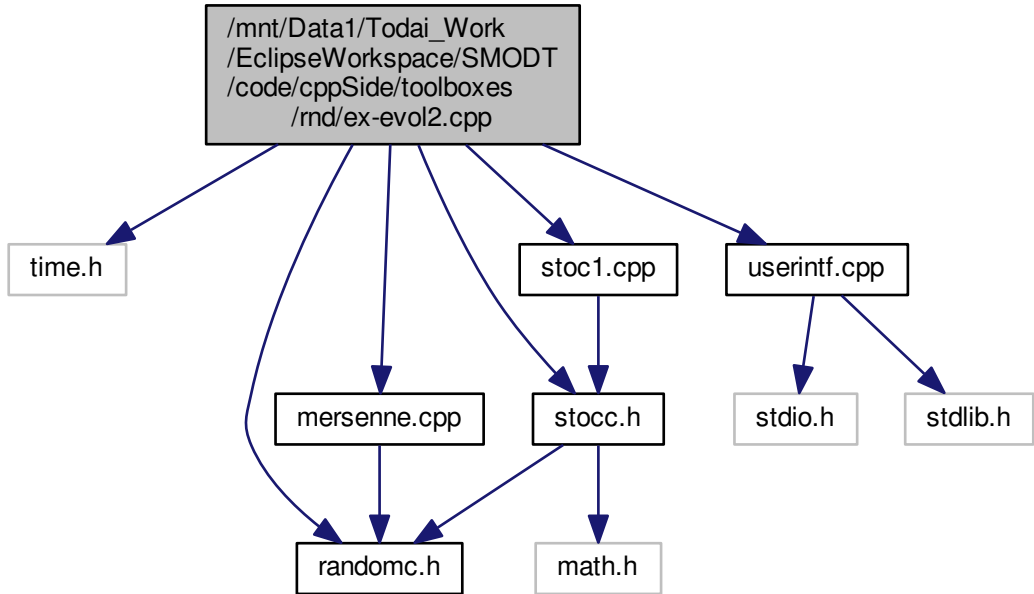 /mnt/Data1/Todai_Work
/EclipseWorkspace/SMODT
/code/cppSide/toolboxes
/rnd/ex-evol2.cpp
time.h
stoc1.cpp
userintf.cpp
mersenne.cpp
stocc.h
stdio.h
stdlib.h
randomc.h
math.h